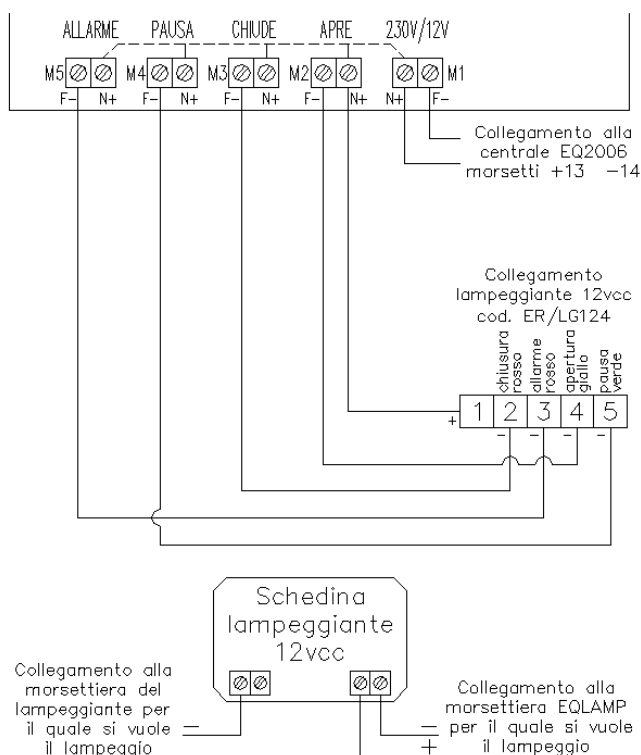 ALLARME PAUSA CHIUDE APRE 230V/12V
M5 M4 M3 M2 M1
F- N+ F- N+ F- N+ F- N+ N+ F-
Collegamento alla
centrale EQ2006
morsetti +13 -14
Collegamento
lampeggiante 12vcc
cod. ER/LG124
chiusura
rosso
allarme
rosso
apertura
giallo
pausa
verde
+ 1 2 3 4 5
- - - -
Schedina
lampeggiante
12vcc
Collegamento alla
morsettiera del
lampeggiante per
il quale si vuole
il lampeggio
-
Collegamento alla
morsettiera EQLAMP
per il quale si vuole
il lampeggio
-
+